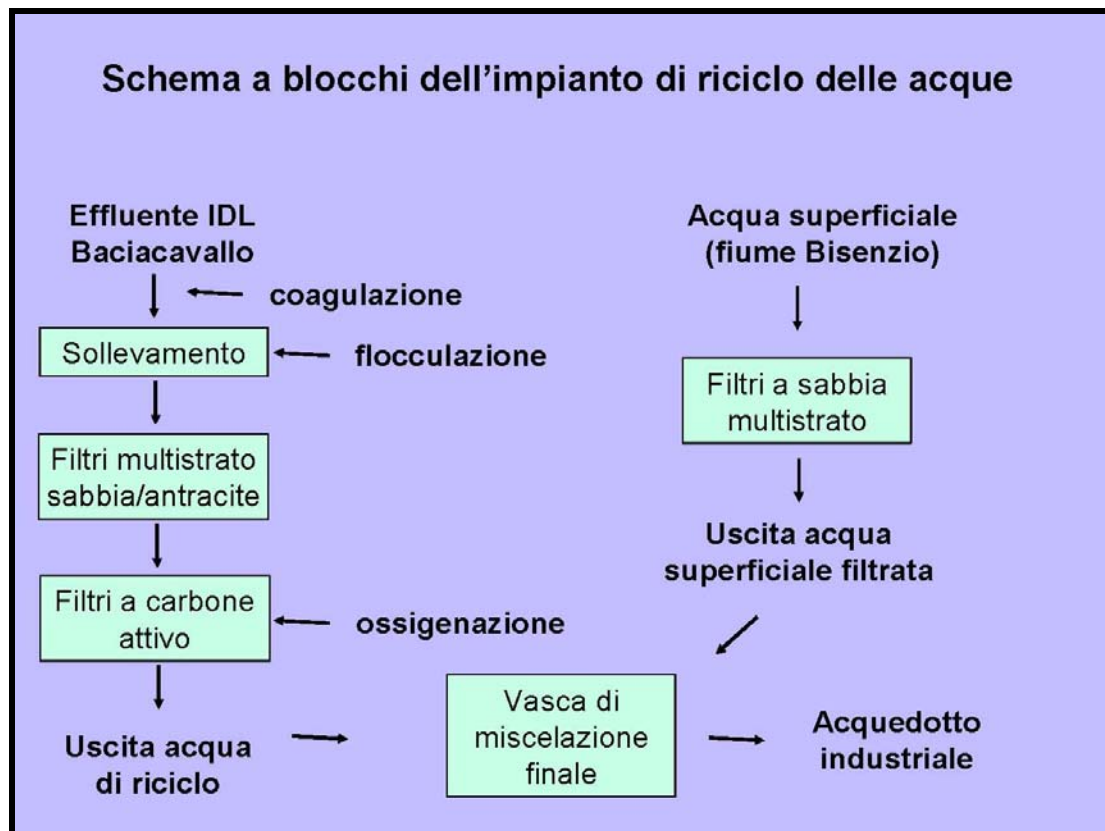 Schema a blocchi dell'impianto di riciclo delle acque
Effluente IDL
Baciacavallo
coagulazione
Sollevamento
flocculazione
Filtri multistrato
sabbia/antracite
Filtri a carbone
attivo
ossigenazione
Uscita acqua
di riciclo
Acqua superficiale
(fiume Bisenzio)
Filtri a sabbia
multistrato
Uscita acqua
superficiale filtrata
Vasca di
miscelazione
finale
Acquedotto
industriale